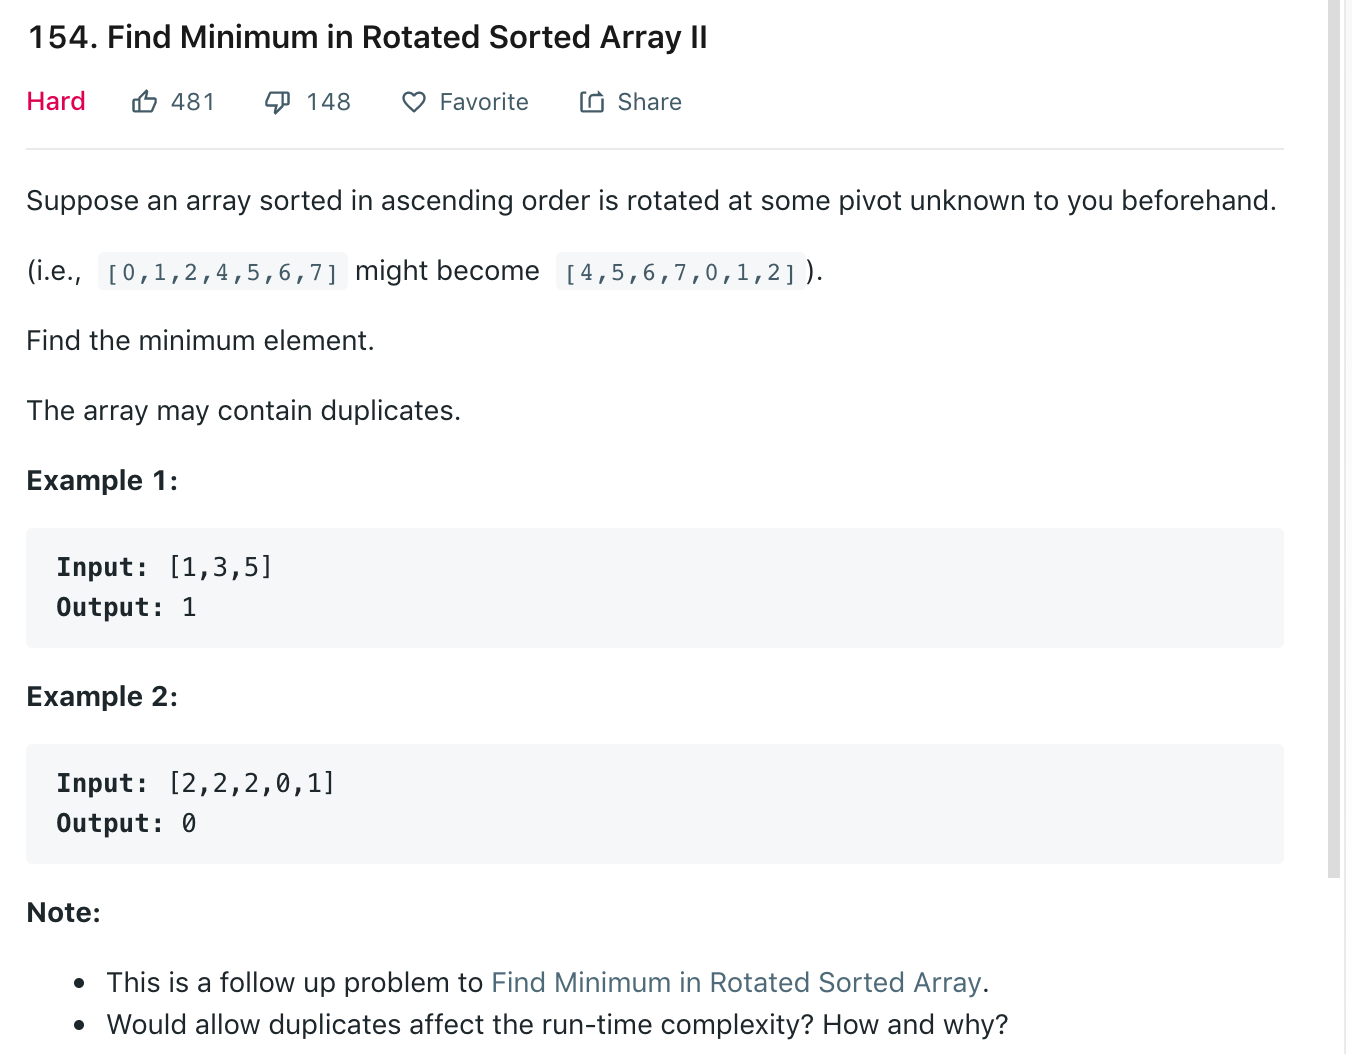 154. Find Minimum in Rotated Sorted Array II
Hard 481 148 Favorite Share
Suppose an array sorted in ascending order is rotated at some pivot unknown to you beforehand.
(i.e., [0,1,2,4,5,6,7] might become [4,5,6,7,0,1,2]).
Find the minimum element.
The array may contain duplicates.
Example 1:
Input: [1,3,5]
Output: 1
Example 2:
Input: [2,2,2,0,1]
Output: 0
Note:
• This is a follow up problem to Find Minimum in Rotated Sorted Array.
• Would allow duplicates affect the run-time complexity? How and why?